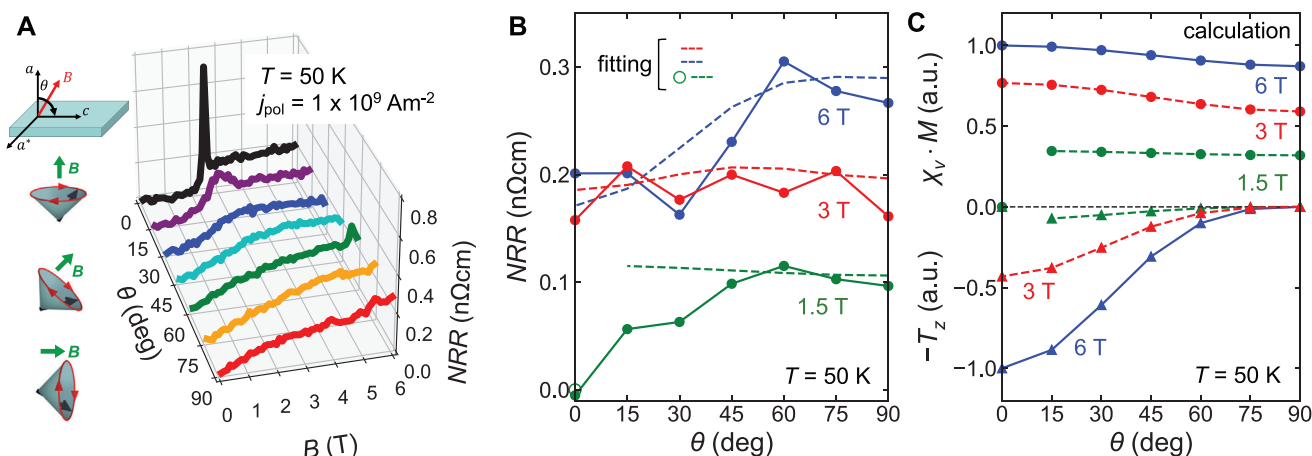 A
a
θ
B
c
a*
B
B
B
T = 50 K
j_pol = 1 x 10⁹ Am⁻²
0
15
30
45
60
75
90
θ (deg)
0
1
2
3
4
5
6
B (T)
0.8
0.6
0.4
0.2
0.0
NRR (nΩcm)
B
fitting
0.3
0.2
0.1
0.0
NRR (nΩcm)
6 T
3 T
1.5 T
T = 50 K
0 15 30 45 60 75 90
θ (deg)
C
calculation
1.0
0.5
0.0
−0.5
−1.0
χᵥ · M (a.u.)
−T_z (a.u.)
6 T
3 T
1.5 T
3 T
6 T
T = 50 K
0 15 30 45 60 75 90
θ (deg)